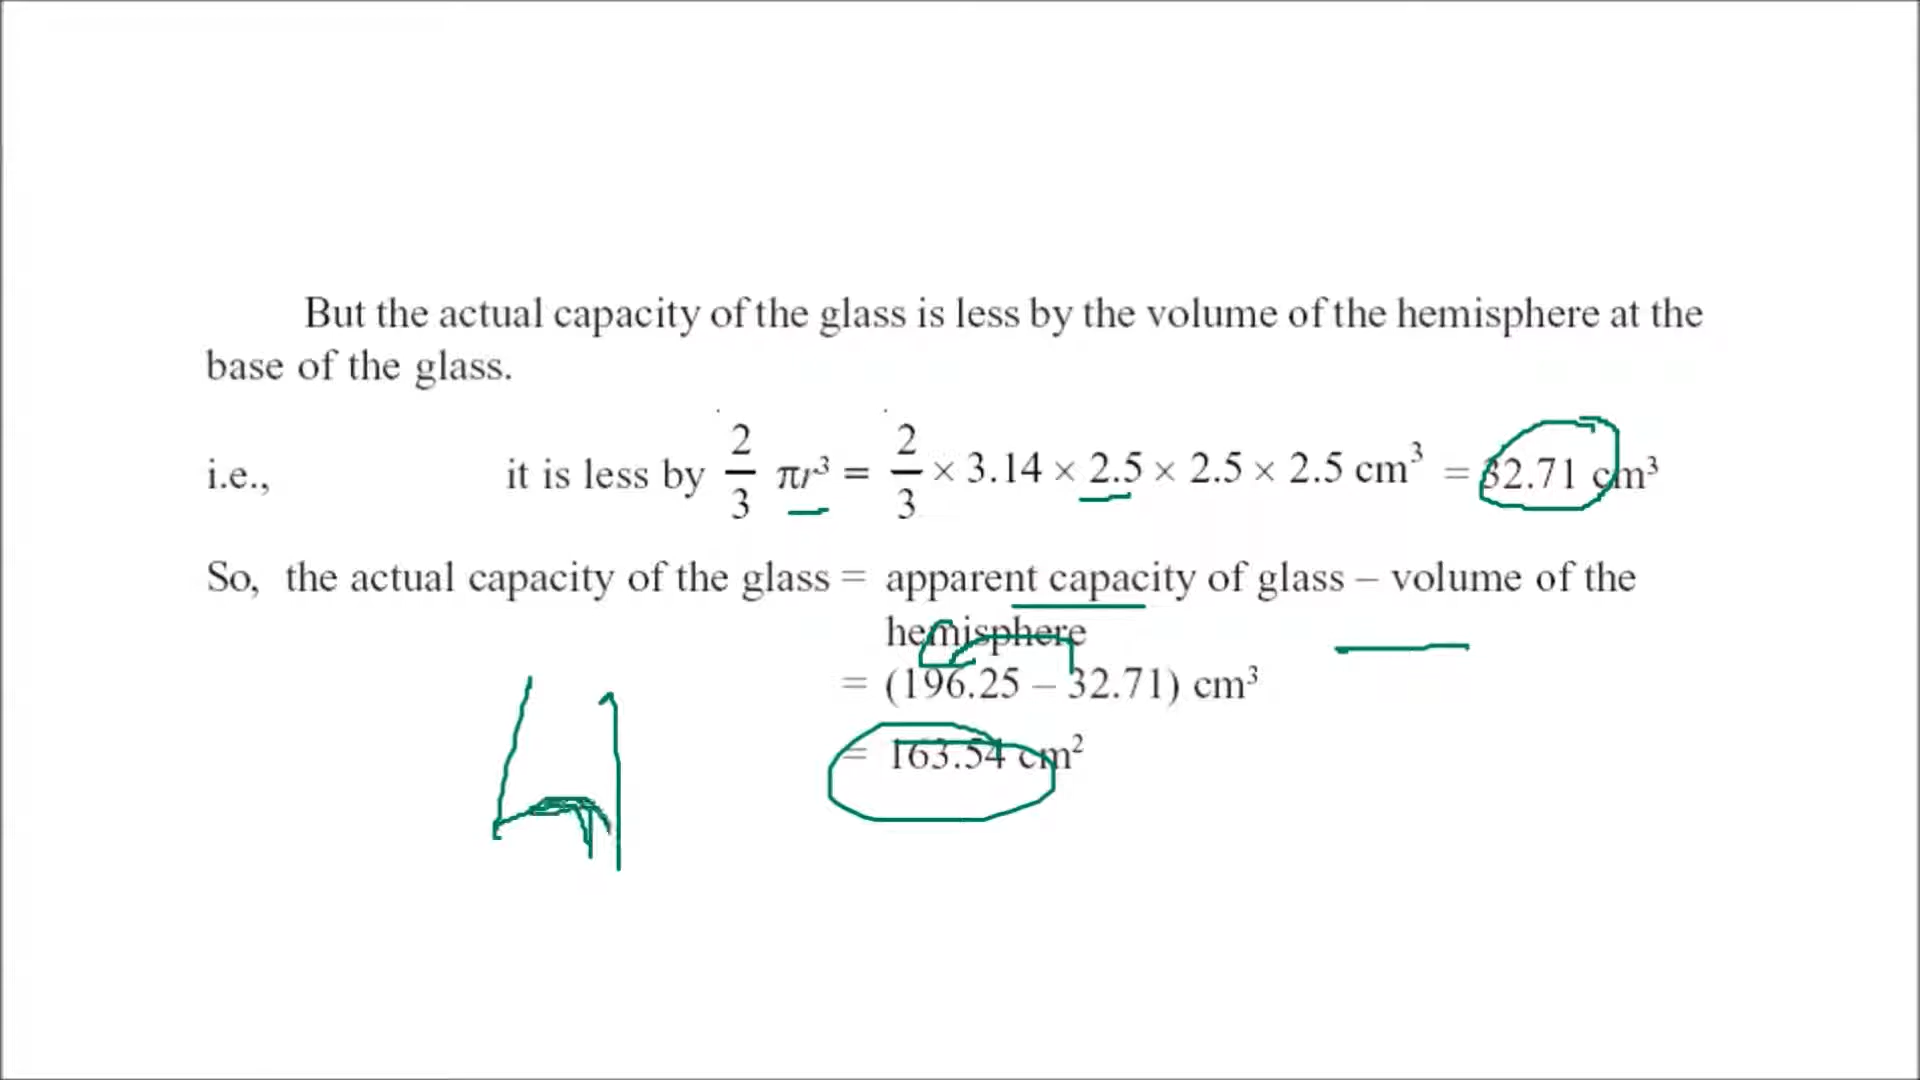 But the actual capacity of the glass is less by the volume of the hemisphere at the
base of the glass.
i.e., it is less by 2/3 πr³ = 2/3 × 3.14 × 2.5 × 2.5 × 2.5 cm³ = 32.71 cm³
So, the actual capacity of the glass = apparent capacity of glass – volume of the
hemisphere
= (196.25 – 32.71) cm³
= 163.54 cm²